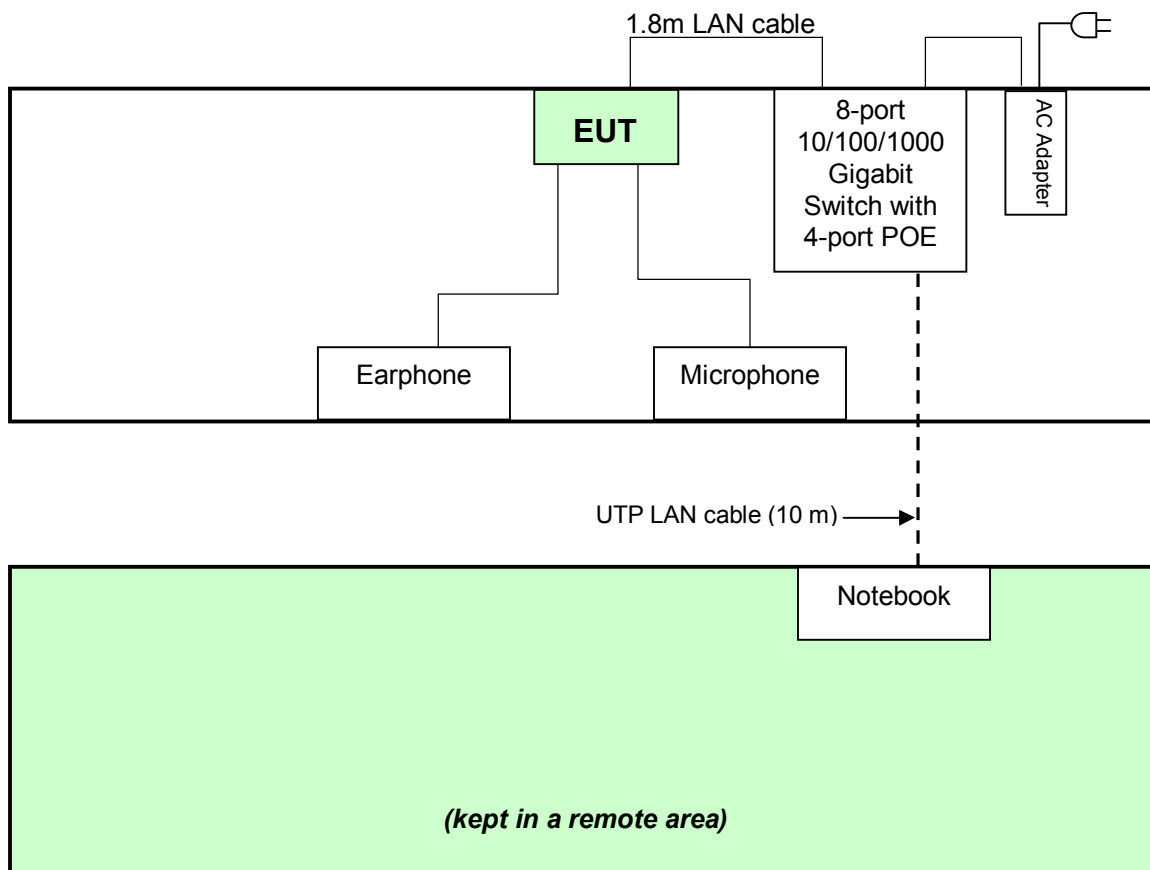 1.8m LAN cable
EUT
8-port
10/100/1000
Gigabit
Switch with
4-port POE
AC Adapter
Earphone
Microphone
UTP LAN cable (10 m)
Notebook
(kept in a remote area)